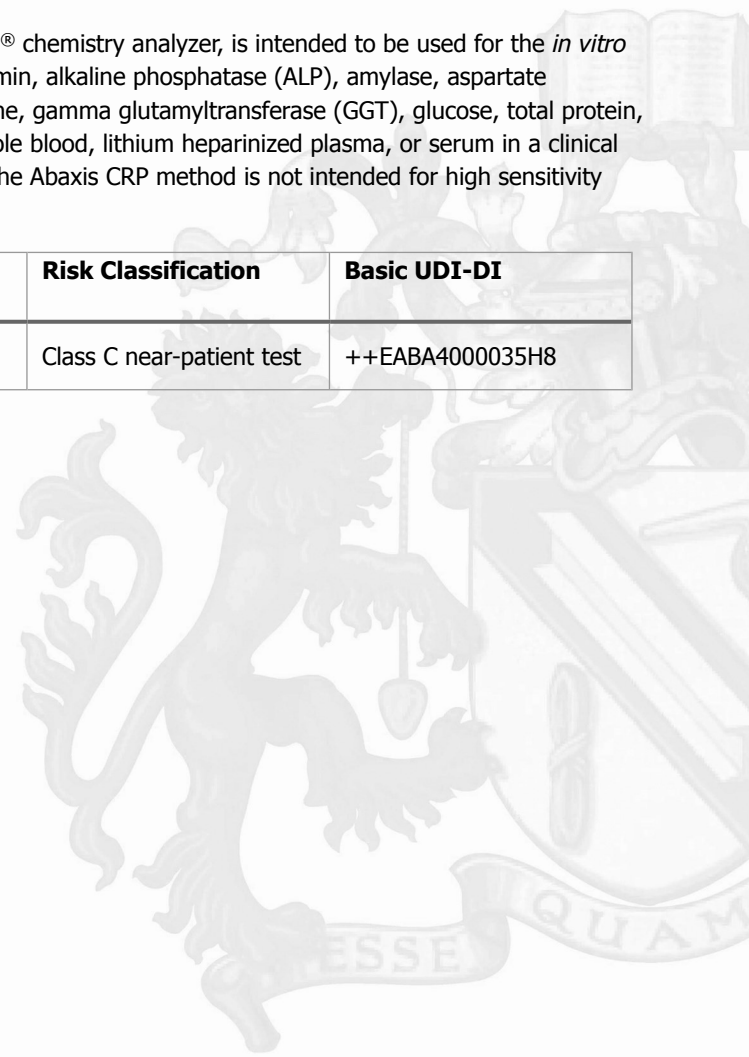 ® chemistry analyzer, is intended to be used for the in vitro
min, alkaline phosphatase (ALP), amylase, aspartate
ne, gamma glutamyltransferase (GGT), glucose, total protein,
ole blood, lithium heparinized plasma, or serum in a clinical
he Abaxis CRP method is not intended for high sensitivity
Risk Classification Basic UDI-DI
Class C near-patient test ++EABA4000035H8
ESSE QUAM